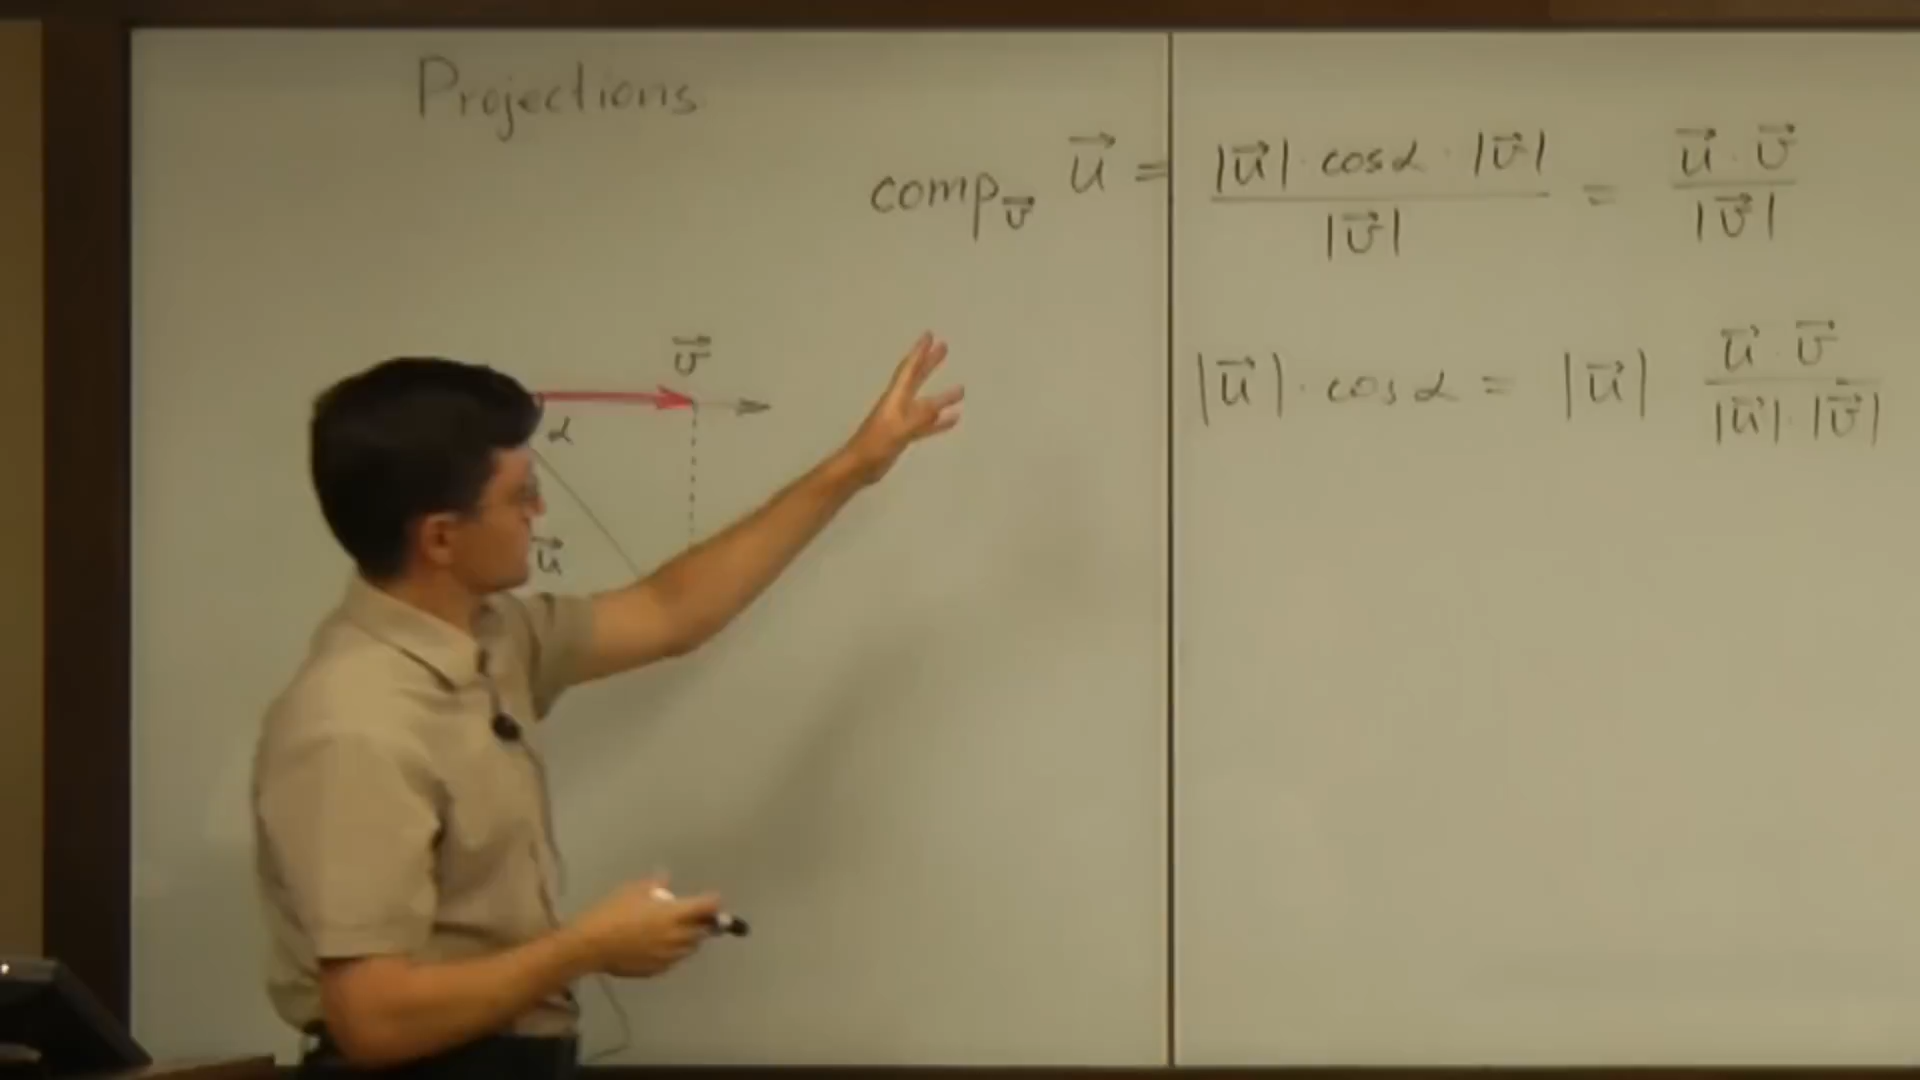 Projections
comp_v⃗ u⃗ = |u⃗| · cos α · |v⃗| / |v⃗| = u⃗ · v⃗ / |v⃗|
v⃗
α
|u⃗| · cos α = |u⃗| u⃗ · v⃗ / |u⃗| · |v⃗|
u⃗